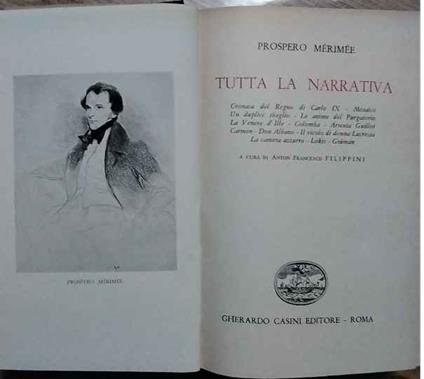 PROSPERO MÉRIMÉE
PROSPERO MÉRIMÉE
TUTTA LA NARRATIVA
Cronaca del Regno di Carlo IX - Mosaico
Un duplice sbaglio - Le anime del Purgatorio
La Venere d'Ille - Colomba - Arsenia Guillot
Carmen - Don Albano - Il vicolo di donna Lucrezia
La camera azzurra - Lokis - Giùmán
A CURA DI ANTON FRANCESCO FILIPPINI
GHERARDO CASINI EDITORE - ROMA